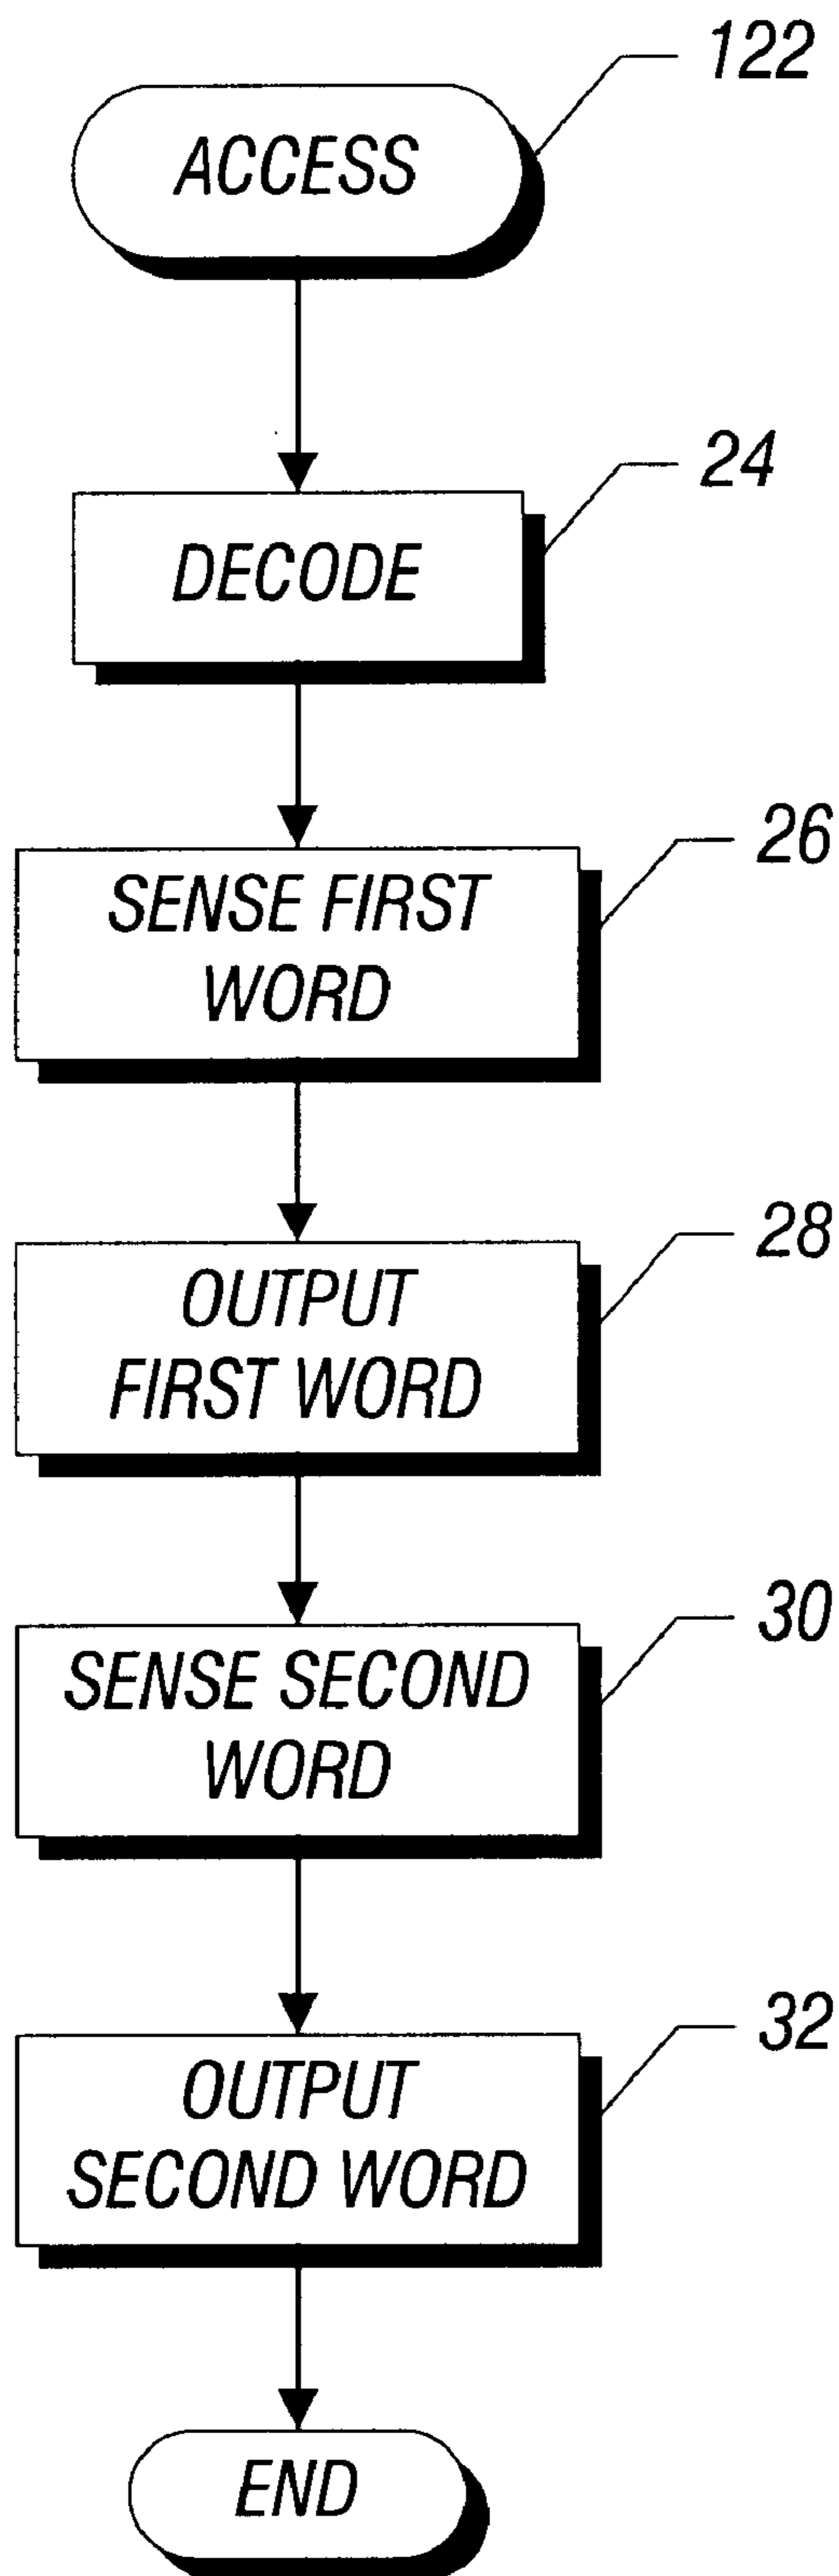 122
ACCESS
24
DECODE
26
SENSE FIRST
WORD
28
OUTPUT
FIRST WORD
30
SENSE SECOND
WORD
32
OUTPUT
SECOND WORD
END